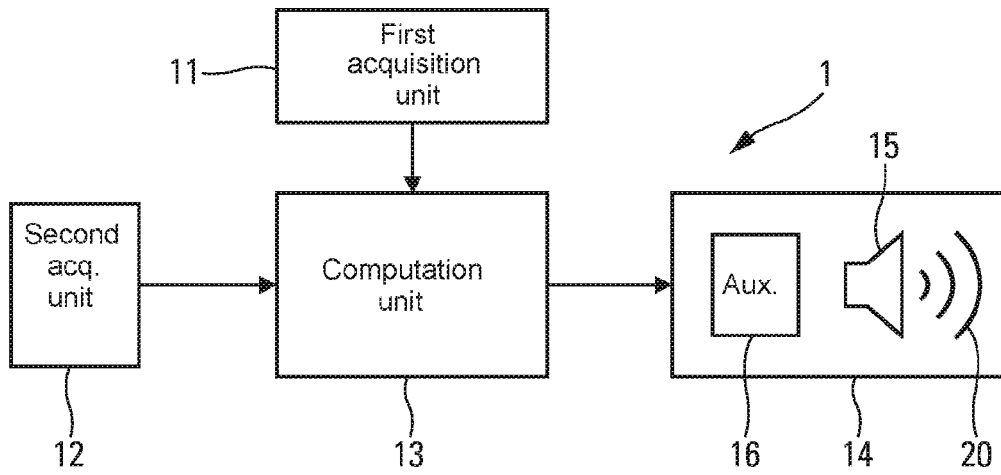 First
acquisition
unit
11
1
15
Second
acq.
unit
Computation
unit
Aux.
12
13
16
14
20